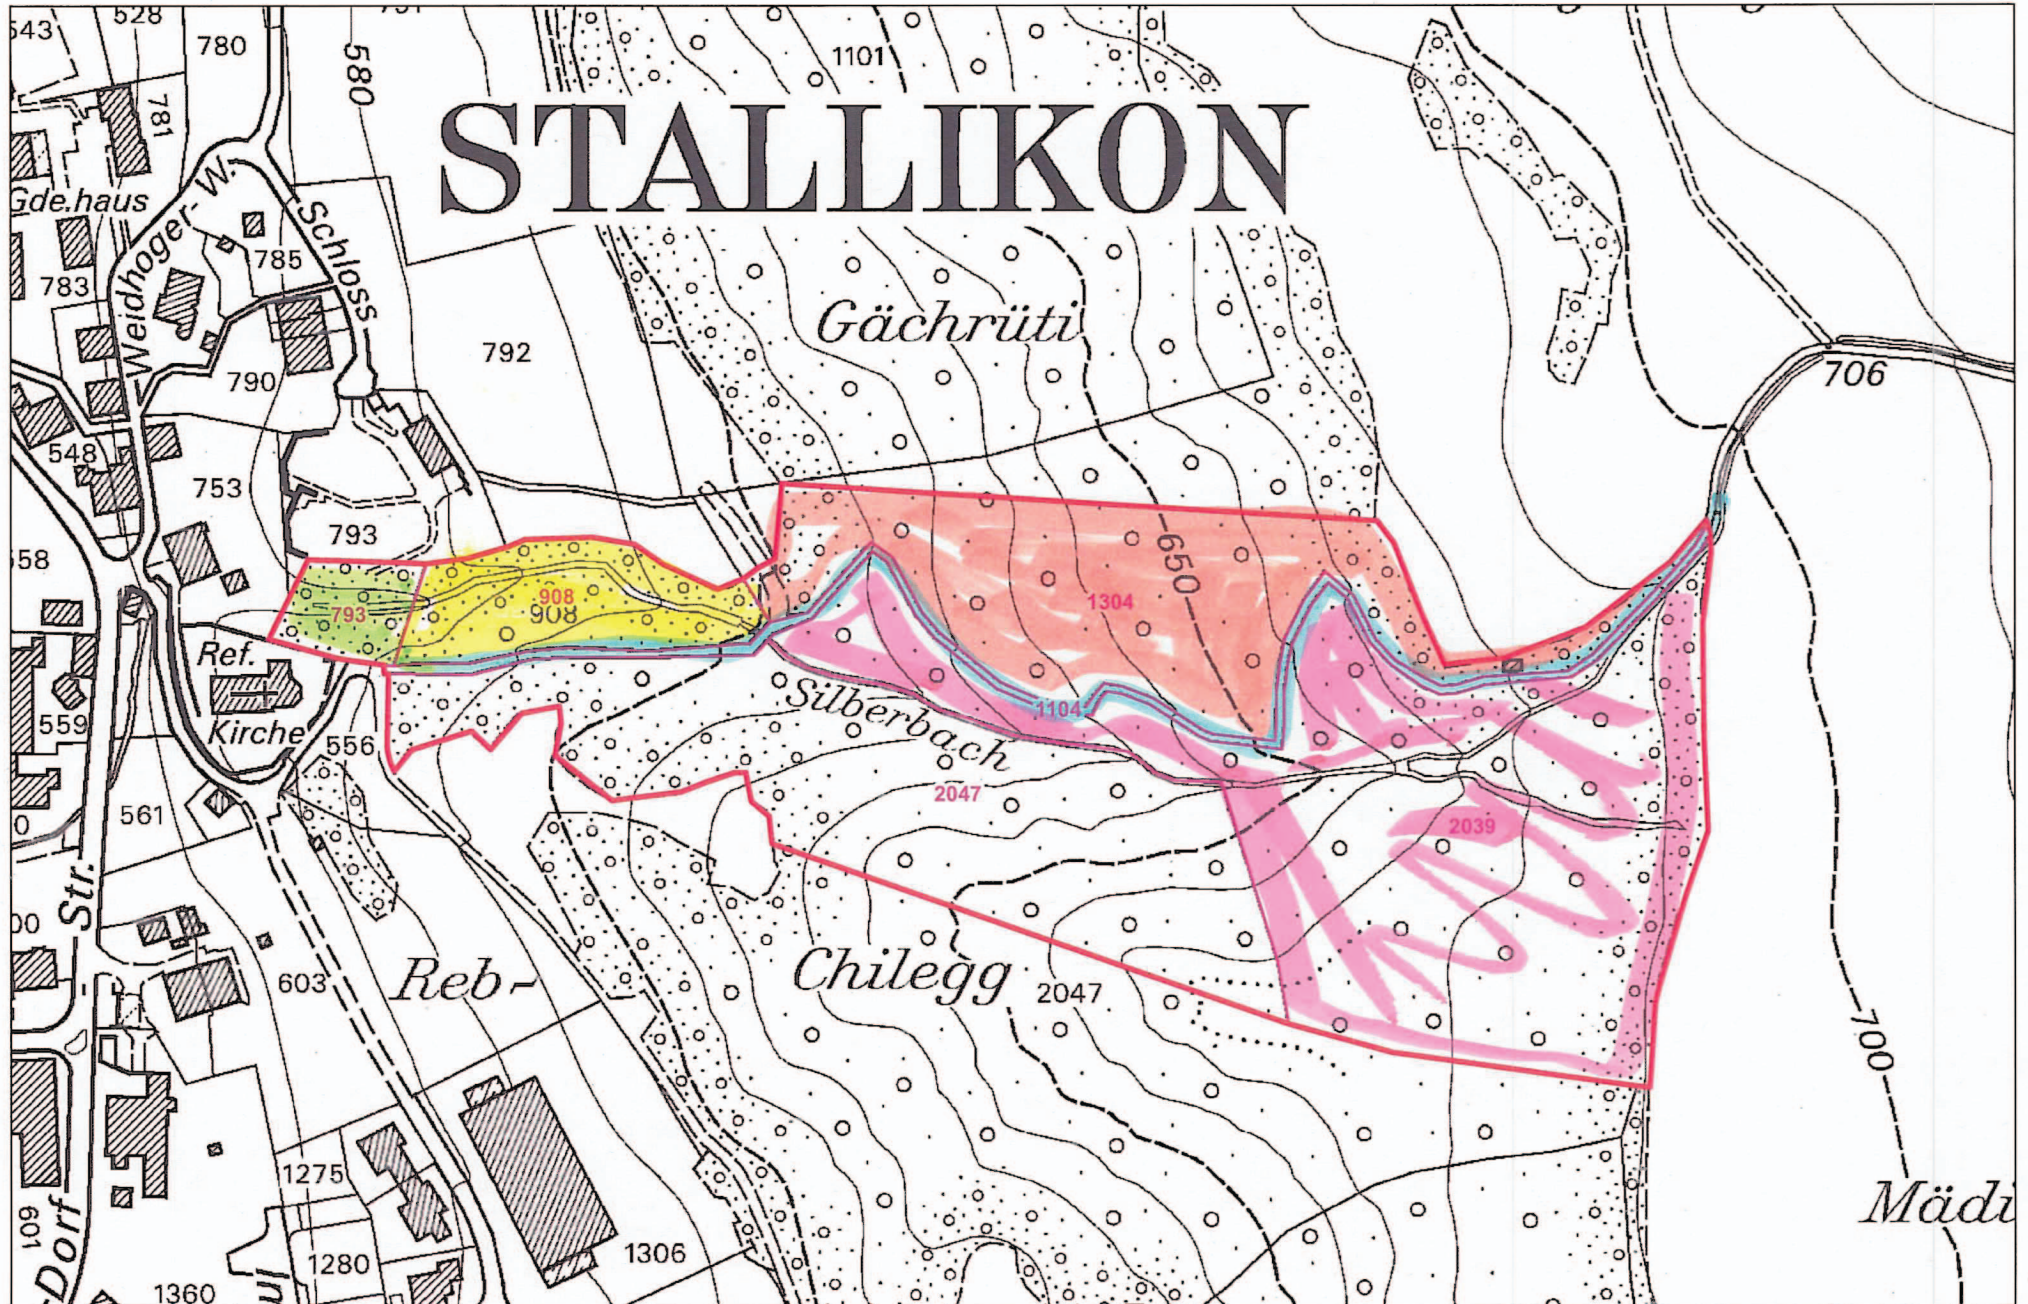 528
780
580
1101
STALLIKON
781
Gde.haus
Weidhoger-W.
Schloss
785
783
Gächrüti
792
706
790
548
753
793
650
793
908
908
1304
Ref.
Kirche
559
556
Silberbach
1104
2047
2039
561
Str.
603
Reb-
Chilegg
2047
700
1275
Mädi
601
-Dorf
1280
1306
1360